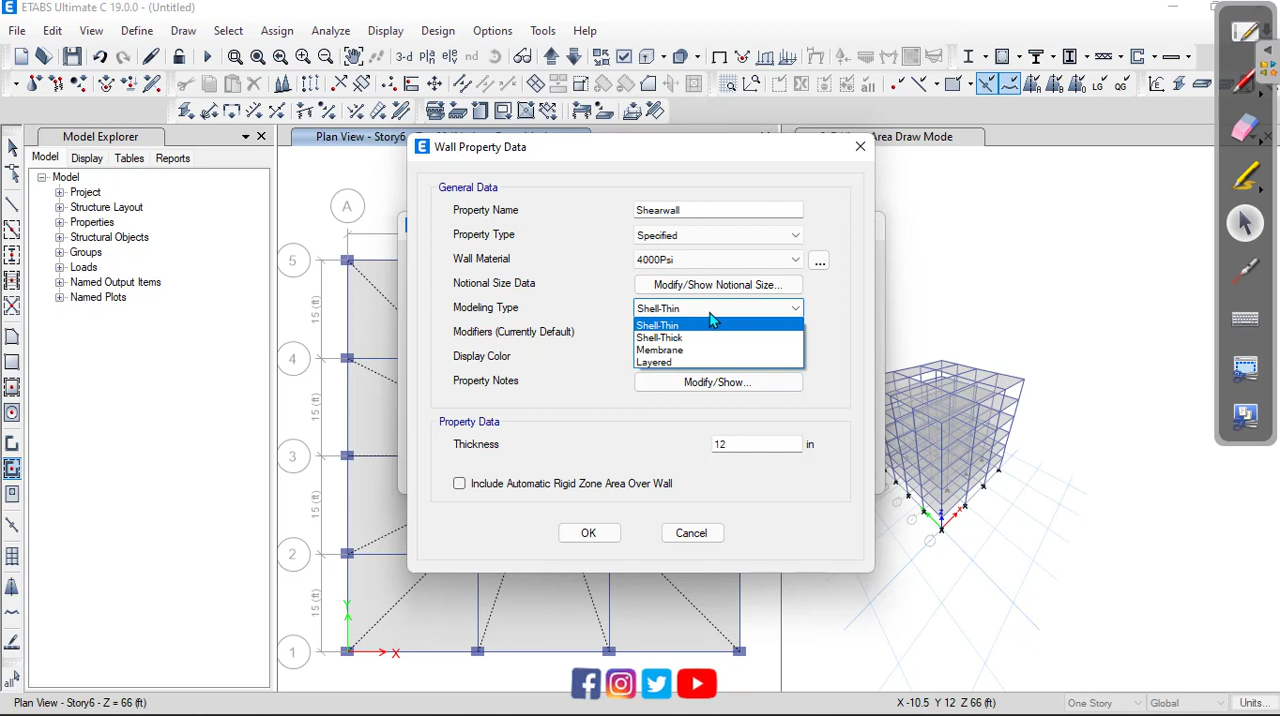 ETABS Ultimate C 19.0.0 - (Untitled)
File Edit View Define Draw Select Assign Analyze Display Design Options Tools Help
3-d
nd
all
LG
QG
Model Explorer
Plan View - Story6 - Z =
Area Draw Mode
Model Display Tables Reports
Model
Project
Structure Layout
Properties
Structural Objects
Groups
Loads
Named Output Items
Named Plots
A
5
4
3
2
1
15 (ft)
15 (ft)
15 (ft)
15 (ft)
Y
X
Wall Property Data
General Data
Property Name Shearwall
Property Type Specified
Wall Material 4000Psi ...
Notional Size Data Modify/Show Notional Size...
Modeling Type Shell-Thin
Shell-Thin
Shell-Thick
Membrane
Layered
Modifiers (Currently Default)
Display Color
Property Notes Modify/Show...
Property Data
Thickness 12 in
Include Automatic Rigid Zone Area Over Wall
OK Cancel
Plan View - Story6 - Z = 66 (ft)
X -10.5 Y 12 Z 66 (ft)
One Story
Global
Units...